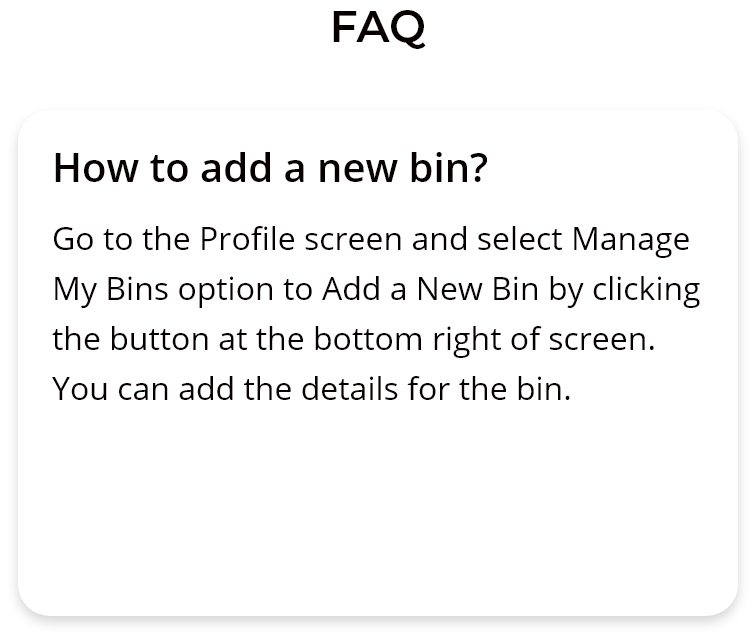 FAQ
How to add a new bin?
Go to the Profile screen and select Manage
My Bins option to Add a New Bin by clicking
the button at the bottom right of screen.
You can add the details for the bin.